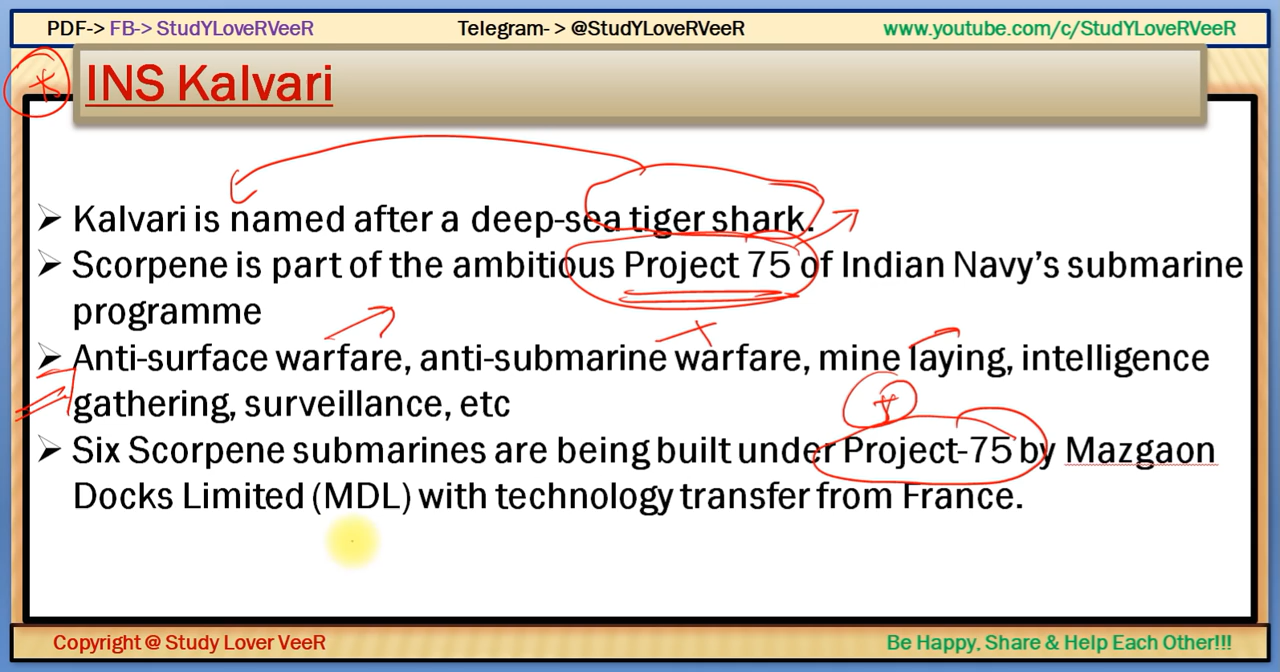 PDF-> FB-> StudYLoveRVeeR Telegram- > @StudYLoveRVeeR www.youtube.com/c/StudYLoveRVeeR
INS Kalvari
Kalvari is named after a deep-sea tiger shark.
Scorpene is part of the ambitious Project 75 of Indian Navy's submarine
programme
Anti-surface warfare, anti-submarine warfare, mine laying, intelligence
gathering, surveillance, etc
Six Scorpene submarines are being built under Project-75 by Mazgaon
Docks Limited (MDL) with technology transfer from France.
Copyright @ Study Lover VeeR Be Happy, Share & Help Each Other!!!